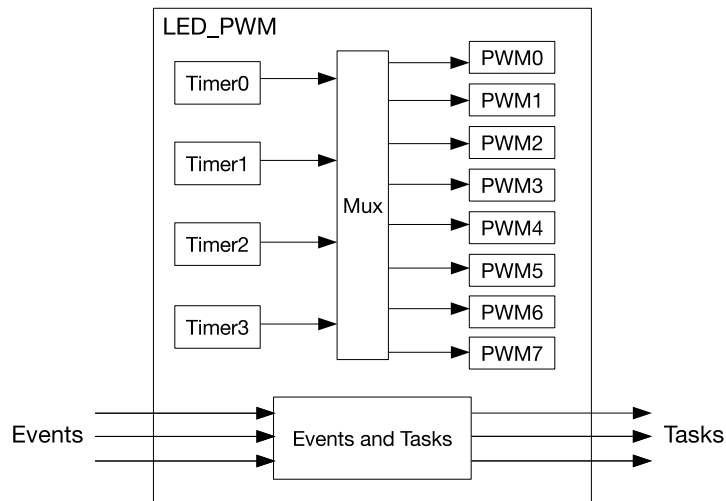 LED_PWM
Timer0
Timer1
Timer2
Timer3
Mux
PWM0
PWM1
PWM2
PWM3
PWM4
PWM5
PWM6
PWM7
Events
Events and Tasks
Tasks